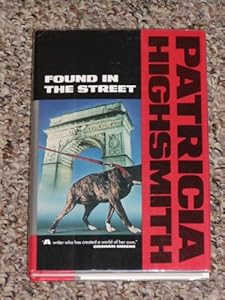 FOUND IN
THE STREET
PATRICIA
HIGHSMITH
"A writer who has created a world of her own."
GRAHAM GREENE